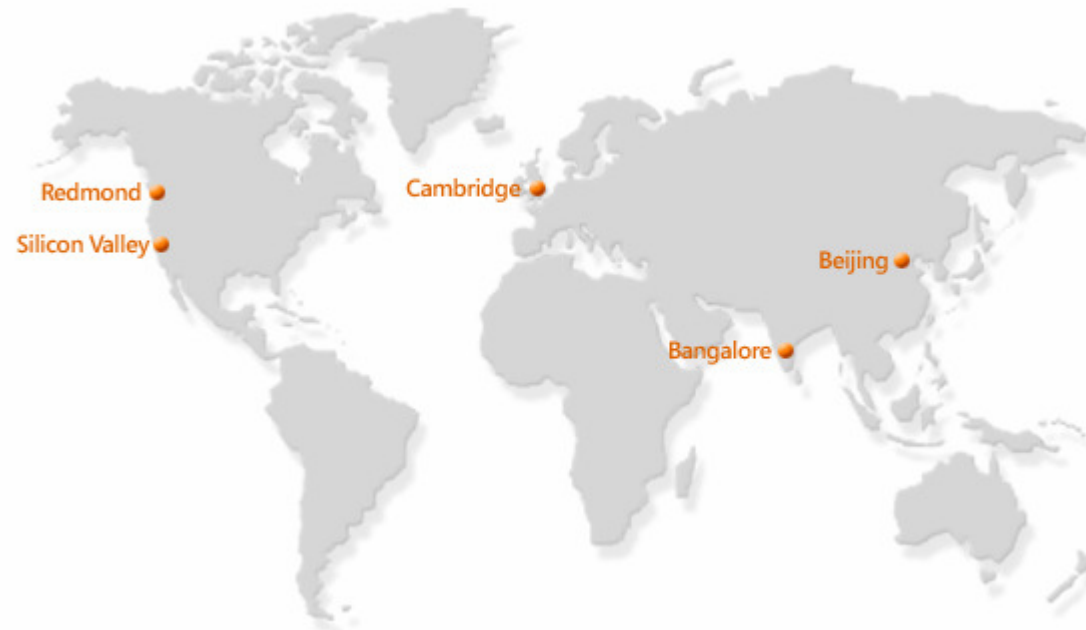 Redmond
Cambridge
Silicon Valley
Beijing
Bangalore